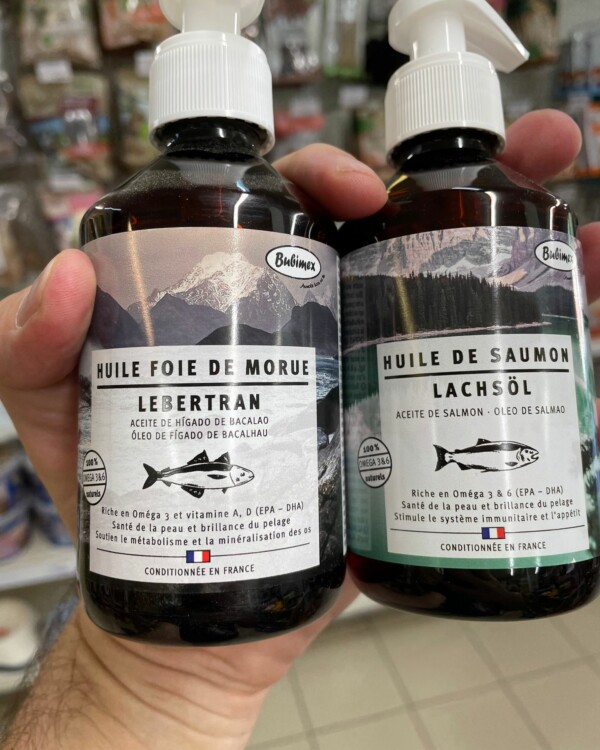 Bubimex
HUILE FOIE DE MORUE
LEBERTRAN
ACEITE DE HÍGADO DE BACALAO
ÓLEO DE FÍGADO DE BACALHAU
100%
OMÉGA 3&6
naturels
Riche en Oméga 3 et vitamine A, D (EPA – DHA)
Santé de la peau et brillance du pelage
Soutien le métabolisme et la minéralisation des os
CONDITIONNÉE EN FRANCE
Bubimex
HUILE DE SAUMON
LACHSÖL
ACEITE DE SALMON · OLEO DE SALMAO
100%
OMÉGA 3&6
naturels
Riche en Oméga 3 & 6 (EPA – DHA)
Santé de la peau et brillance du pelage
Stimule le système immunitaire et l'appétit
CONDITIONNÉE EN FRANCE